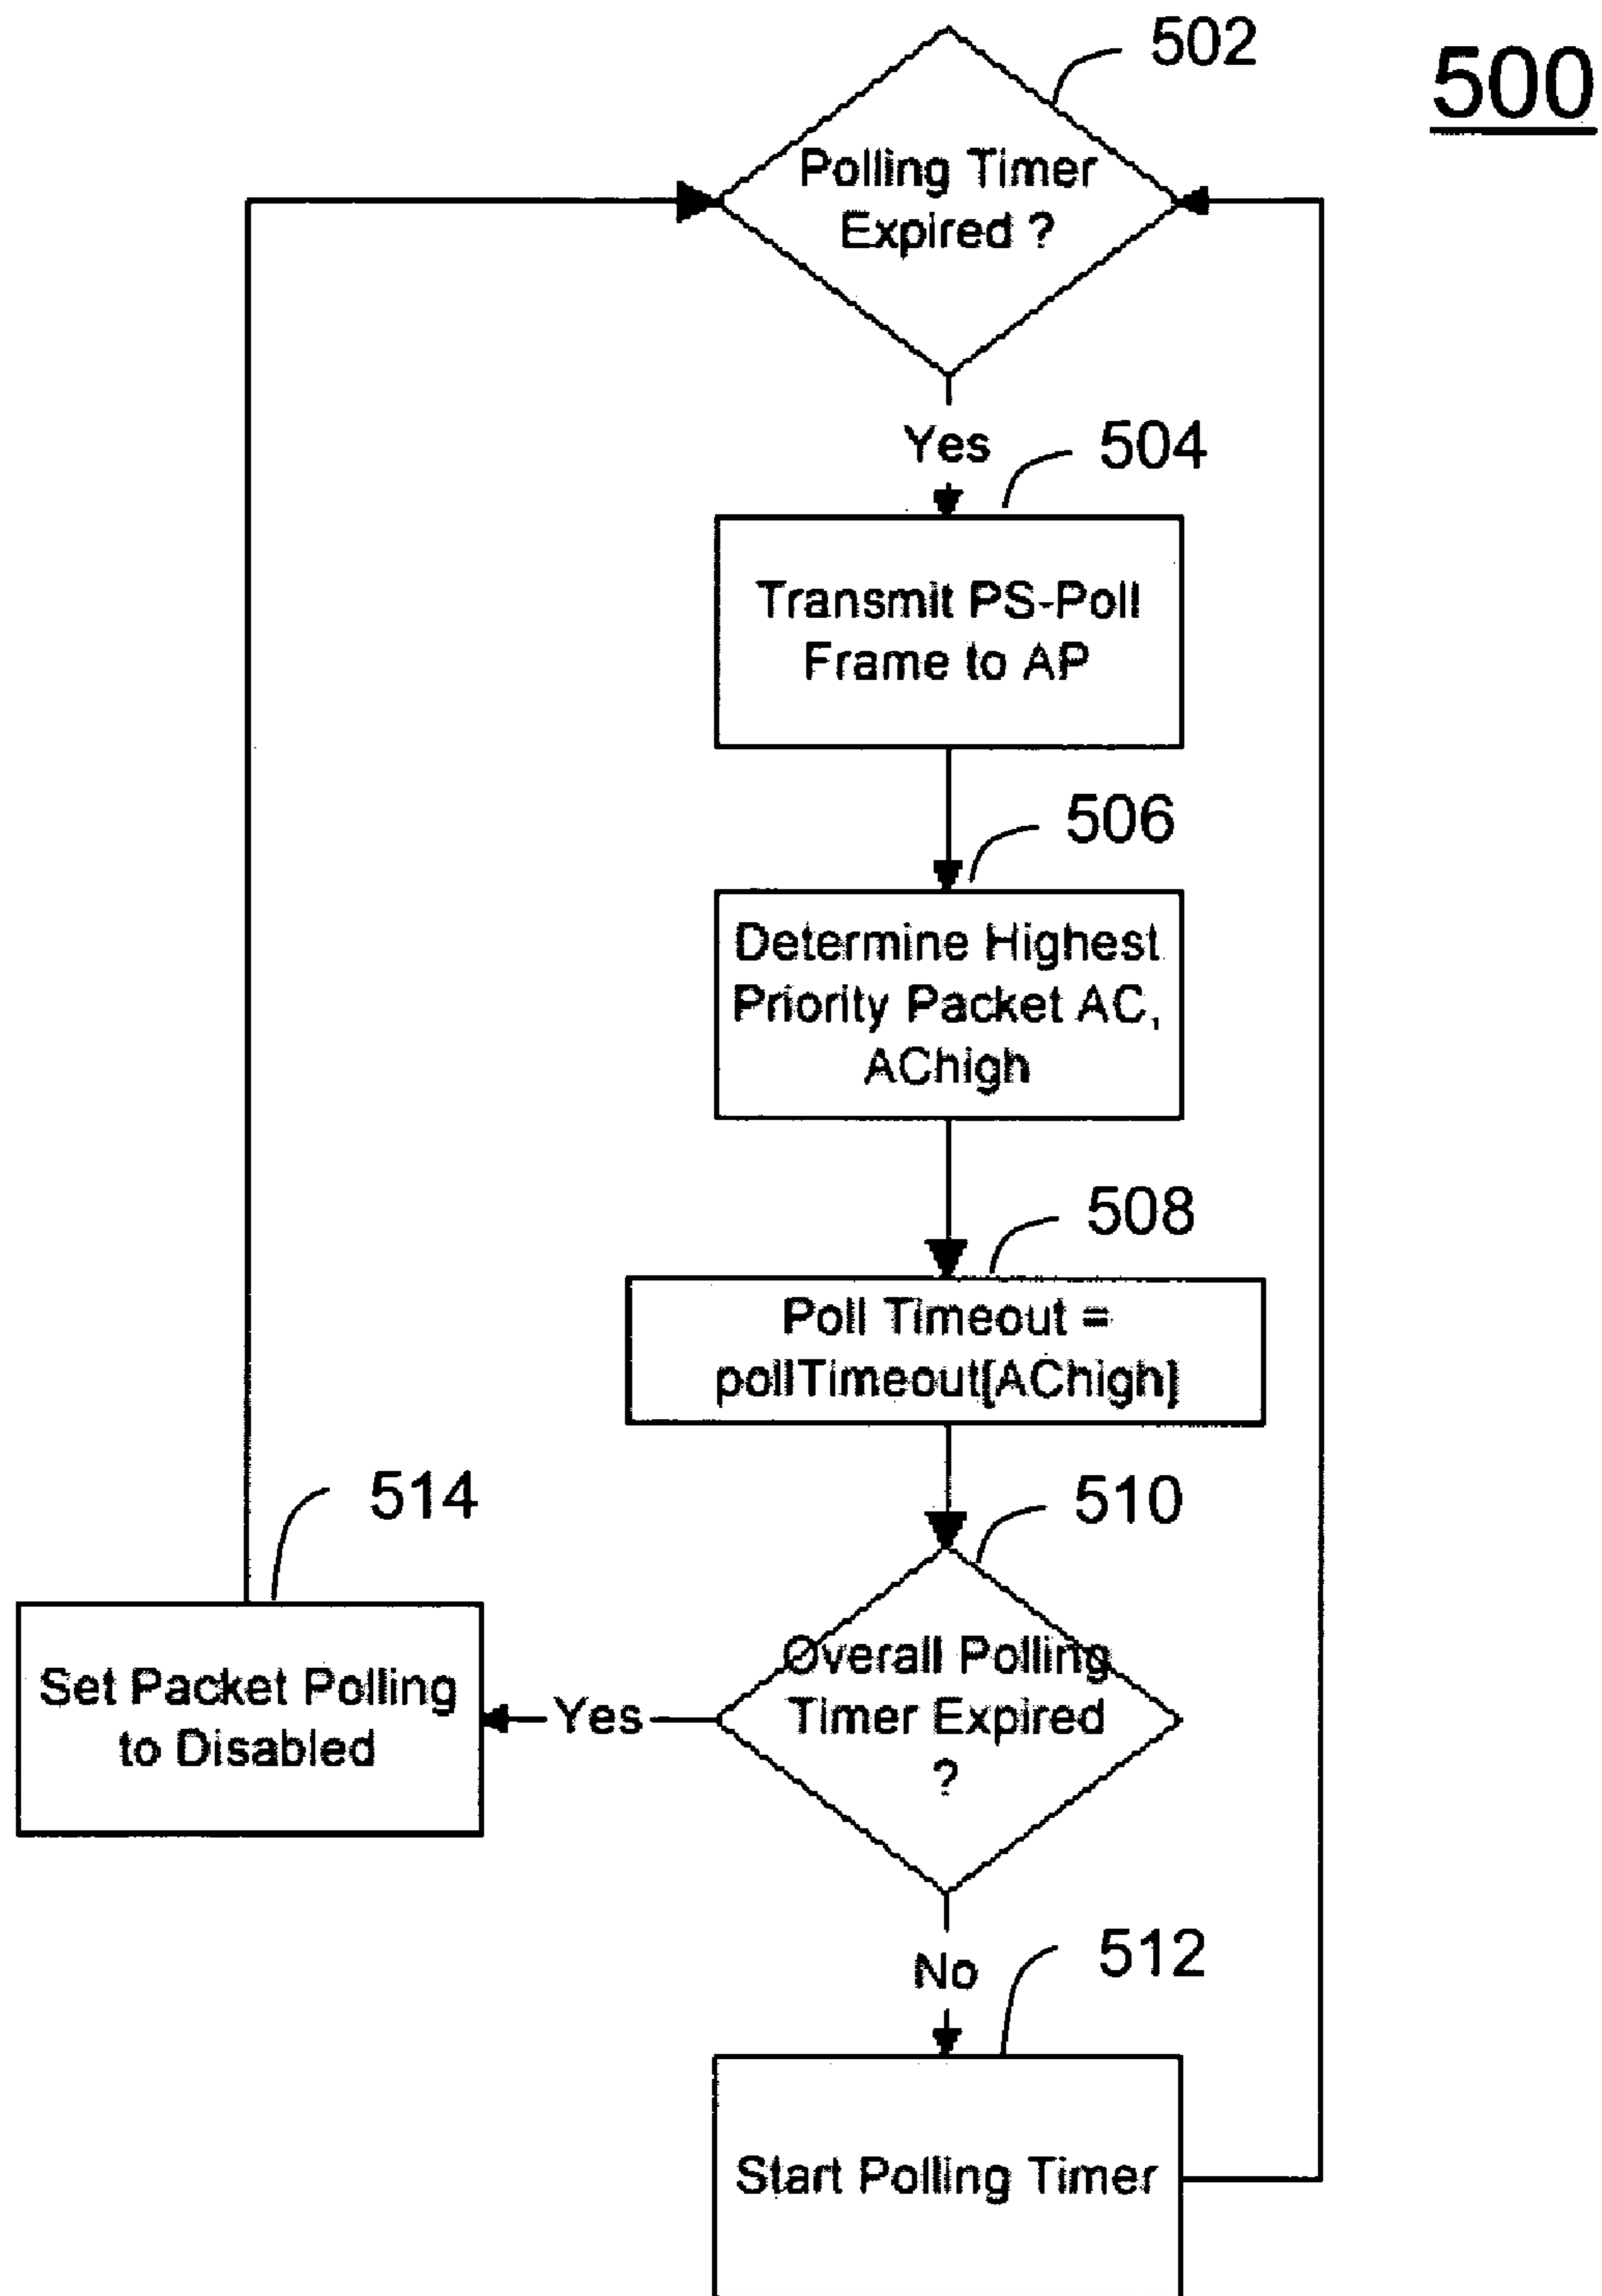 502
500
Polling Timer
Expired ?
Yes
504
Transmit PS-Poll
Frame to AP
506
Determine Highest
Priority Packet AC,
AChigh
508
Poll Timeout =
pollTimeout[AChigh]
510
514
Overall Polling
Timer Expired
?
Yes
Set Packet Polling
to Disabled
No
512
Start Polling Timer